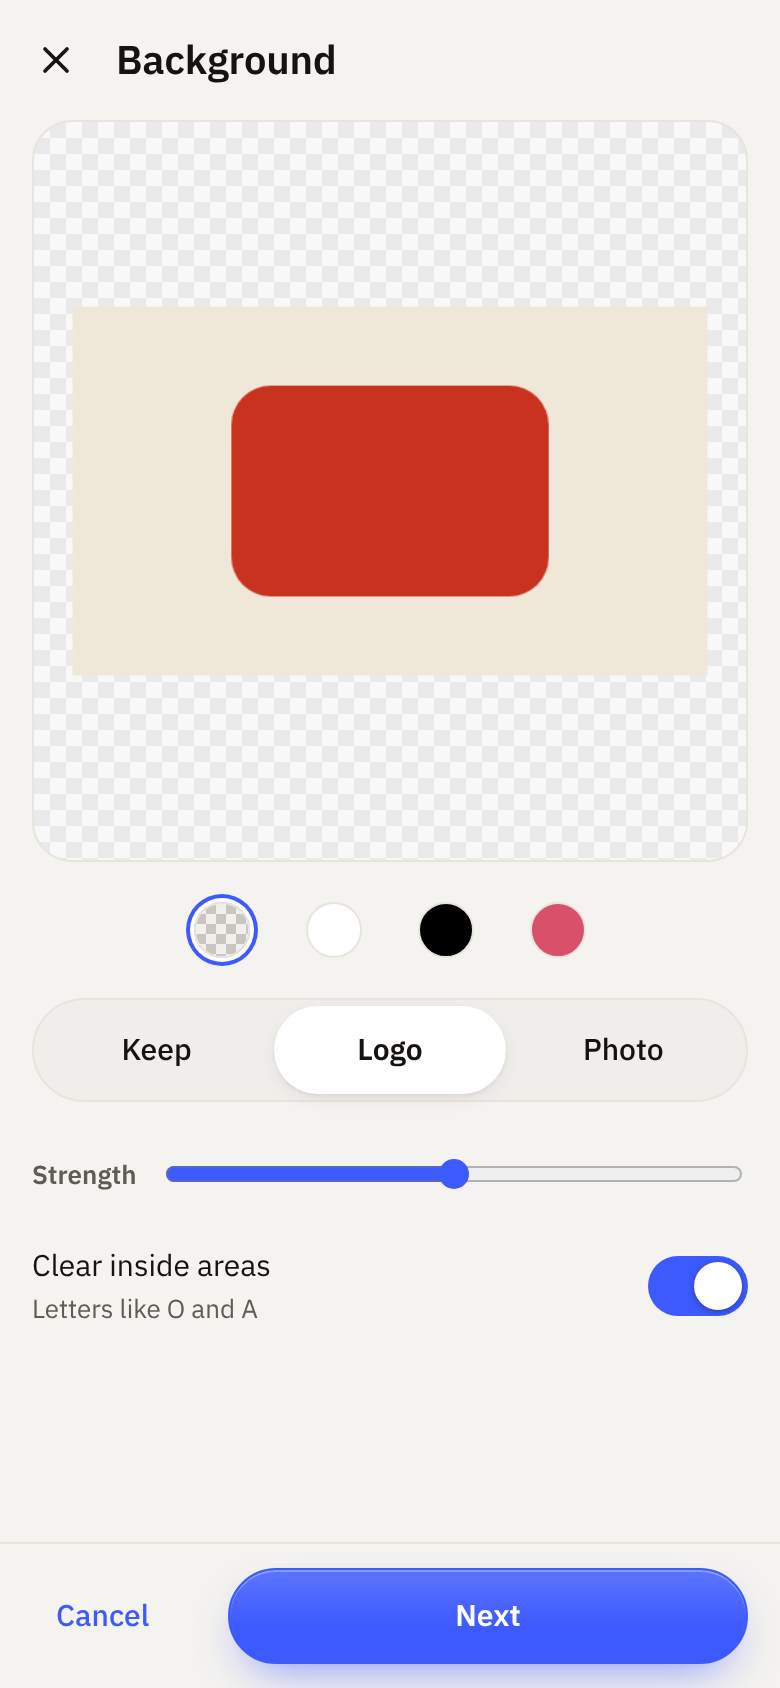 Background
Keep
Logo
Photo
Strength
Clear inside areas
Letters like O and A
Cancel
Next